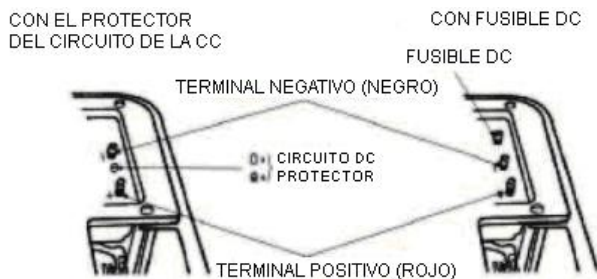 CON EL PROTECTOR
DEL CIRCUITO DE LA CC
CON FUSIBLE DC
FUSIBLE DC
TERMINAL NEGATIVO (NEGRO)
CIRCUITO DC
PROTECTOR
TERMINAL POSITIVO (ROJO)